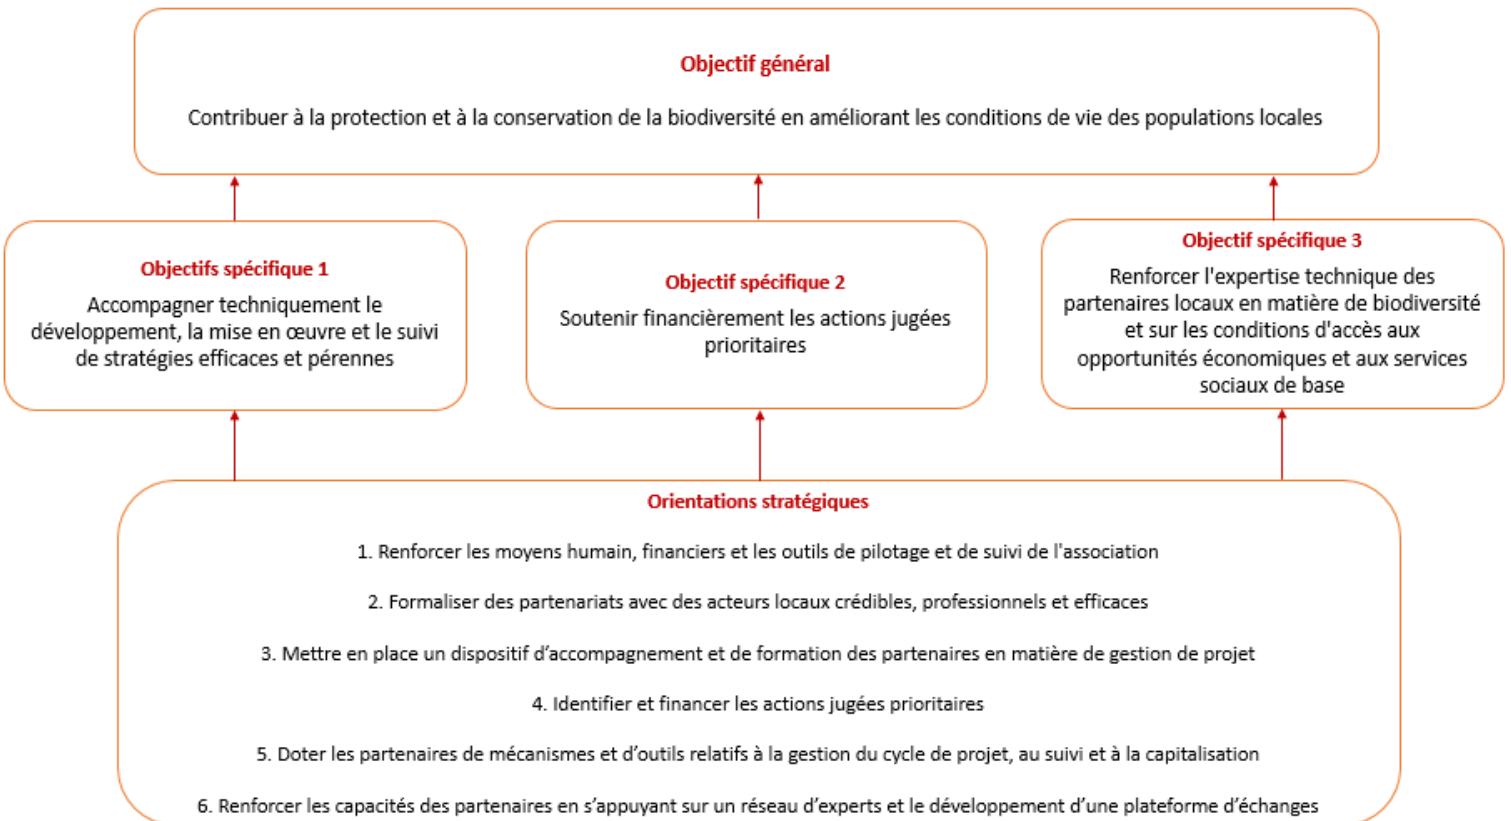 Objectif général
Contribuer à la protection et à la conservation de la biodiversité en améliorant les conditions de vie des populations locales
Objectifs spécifique 1
Accompagner techniquement le
développement, la mise en œuvre et le suivi
de stratégies efficaces et pérennes
Objectif spécifique 2
Soutenir financièrement les actions jugées
prioritaires
Objectif spécifique 3
Renforcer l'expertise technique des
partenaires locaux en matière de biodiversité
et sur les conditions d'accès aux
opportunités économiques et aux services
sociaux de base
Orientations stratégiques
1. Renforcer les moyens humain, financiers et les outils de pilotage et de suivi de l'association
2. Formaliser des partenariats avec des acteurs locaux crédibles, professionnels et efficaces
3. Mettre en place un dispositif d’accompagnement et de formation des partenaires en matière de gestion de projet
4. Identifier et financer les actions jugées prioritaires
5. Doter les partenaires de mécanismes et d’outils relatifs à la gestion du cycle de projet, au suivi et à la capitalisation
6. Renforcer les capacités des partenaires en s’appuyant sur un réseau d’experts et le développement d’une plateforme d’échanges